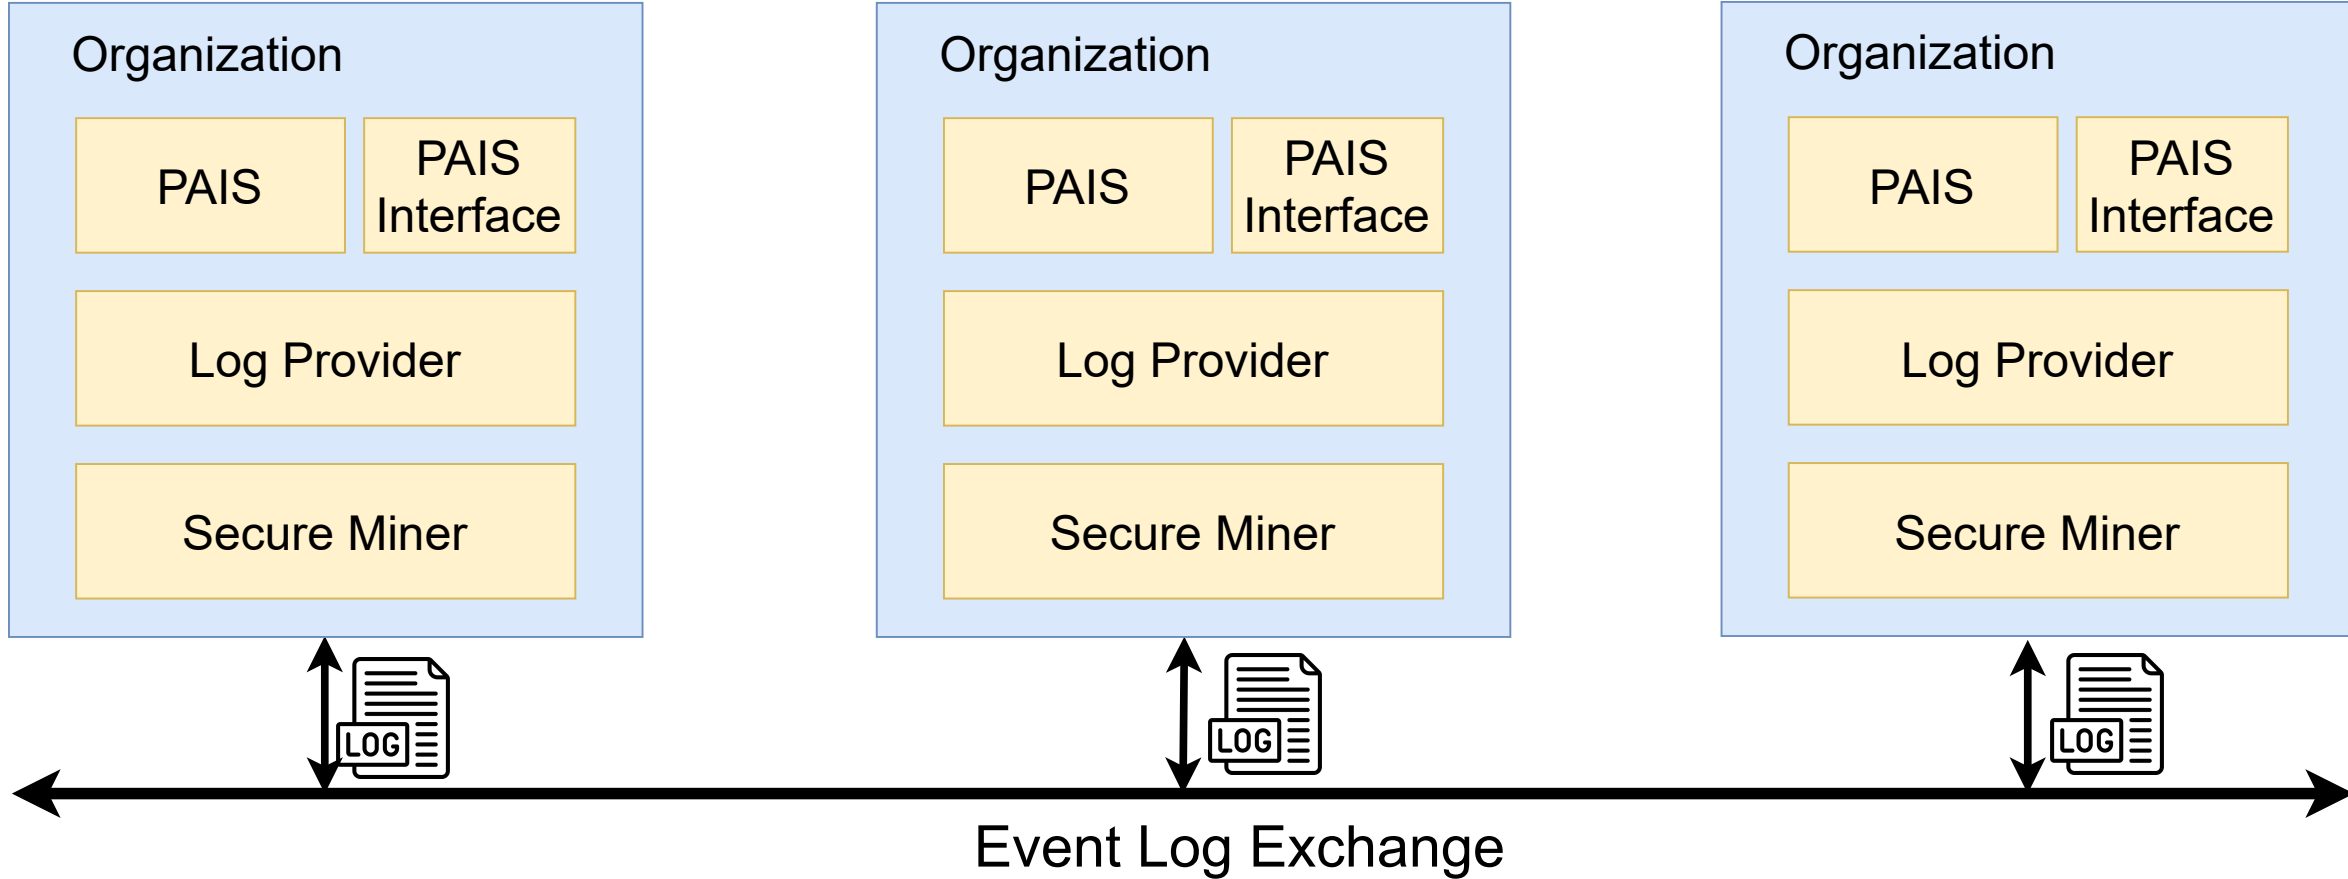 Organization
PAIS
PAIS
Interface
Log Provider
Secure Miner
LOG
Organization
PAIS
PAIS
Interface
Log Provider
Secure Miner
LOG
Organization
PAIS
PAIS
Interface
Log Provider
Secure Miner
LOG
Event Log Exchange